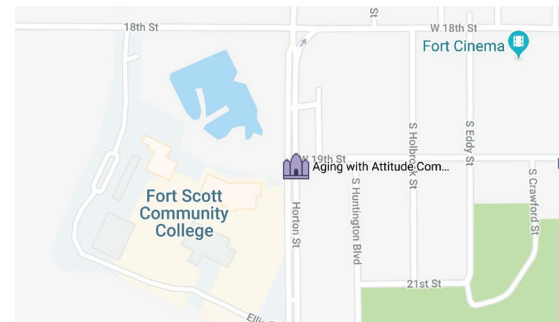 St
18th St
W 18th St
Fort Cinema
W 19th St
Aging with Attitude Com...
S Holbrook St
S Eddy St
S Crawford St
S Huntington Blvd
Horton St
Fort Scott
Community
College
21st St